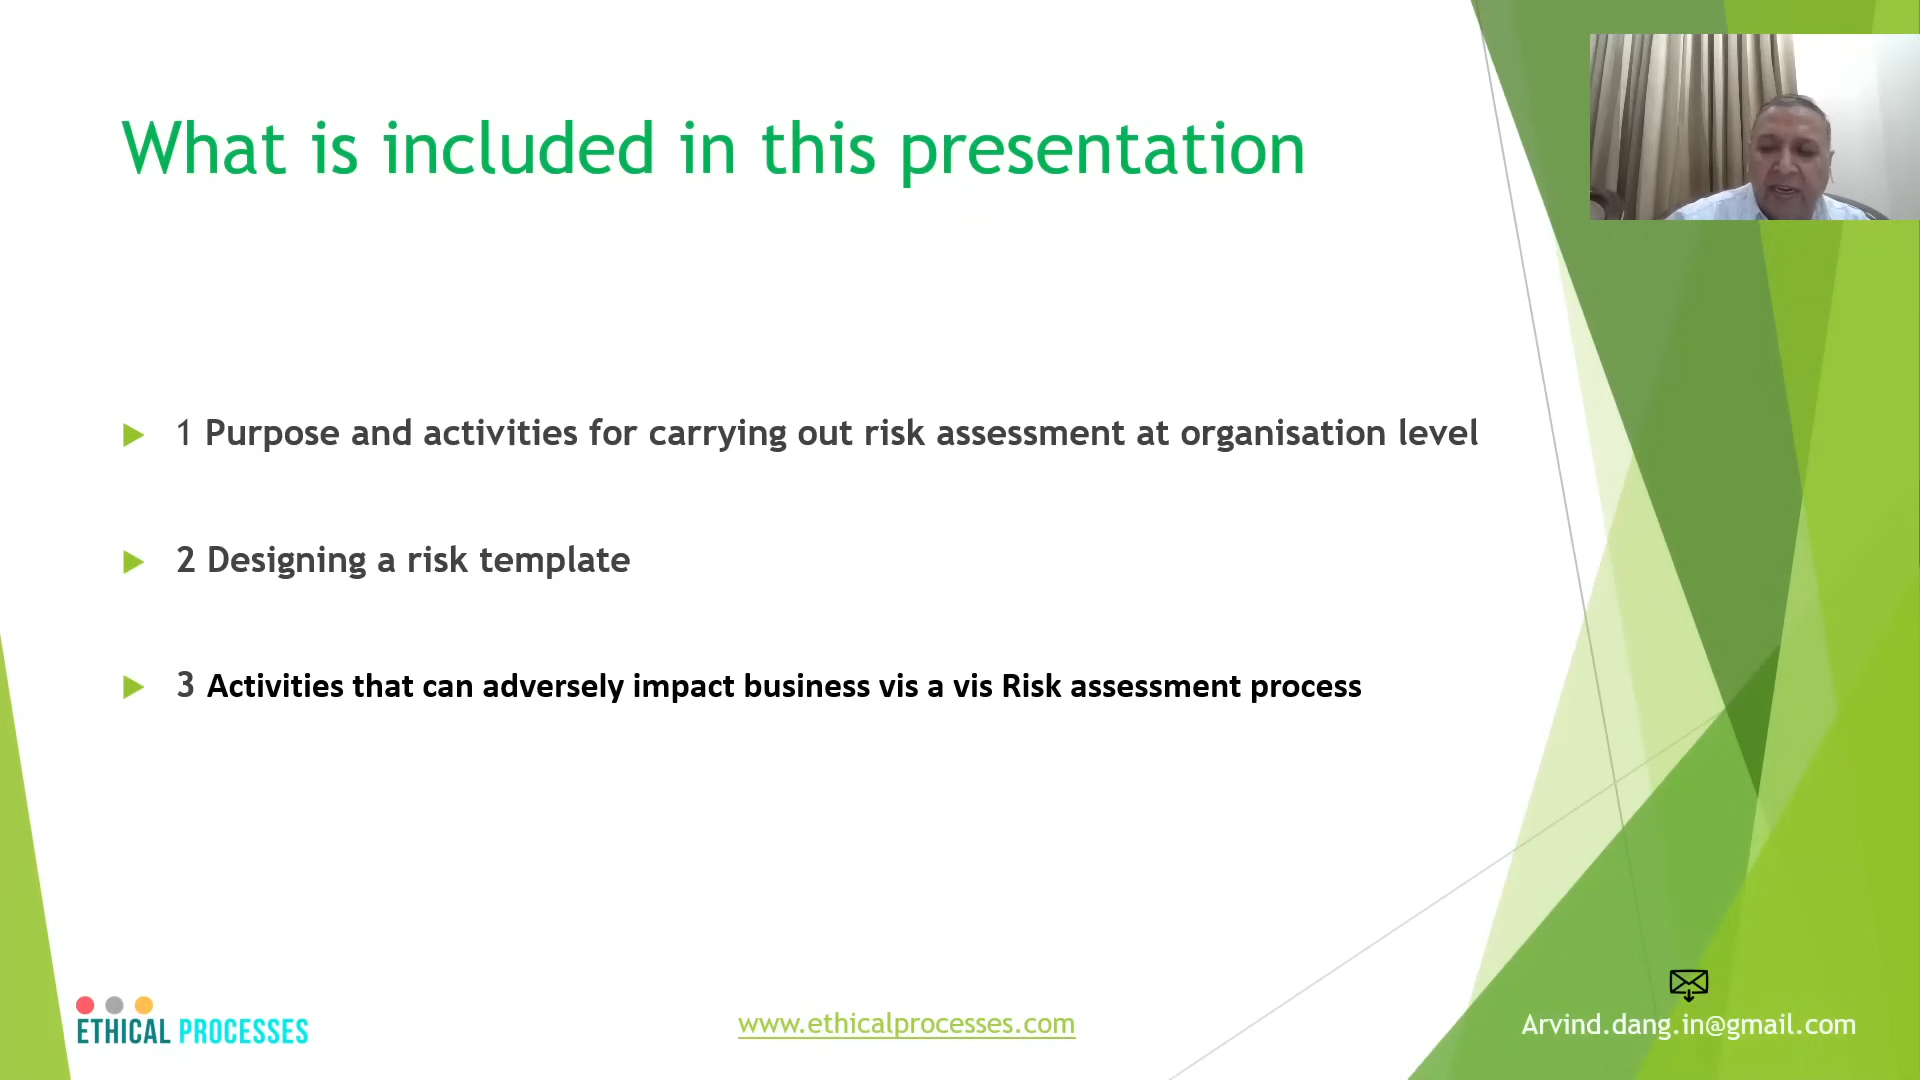 What is included in this presentation
1 Purpose and activities for carrying out risk assessment at organisation level
2 Designing a risk template
3 Activities that can adversely impact business vis a vis Risk assessment process
ETHICAL PROCESSES
www.ethicalprocesses.com
Arvind.dang.in@gmail.com